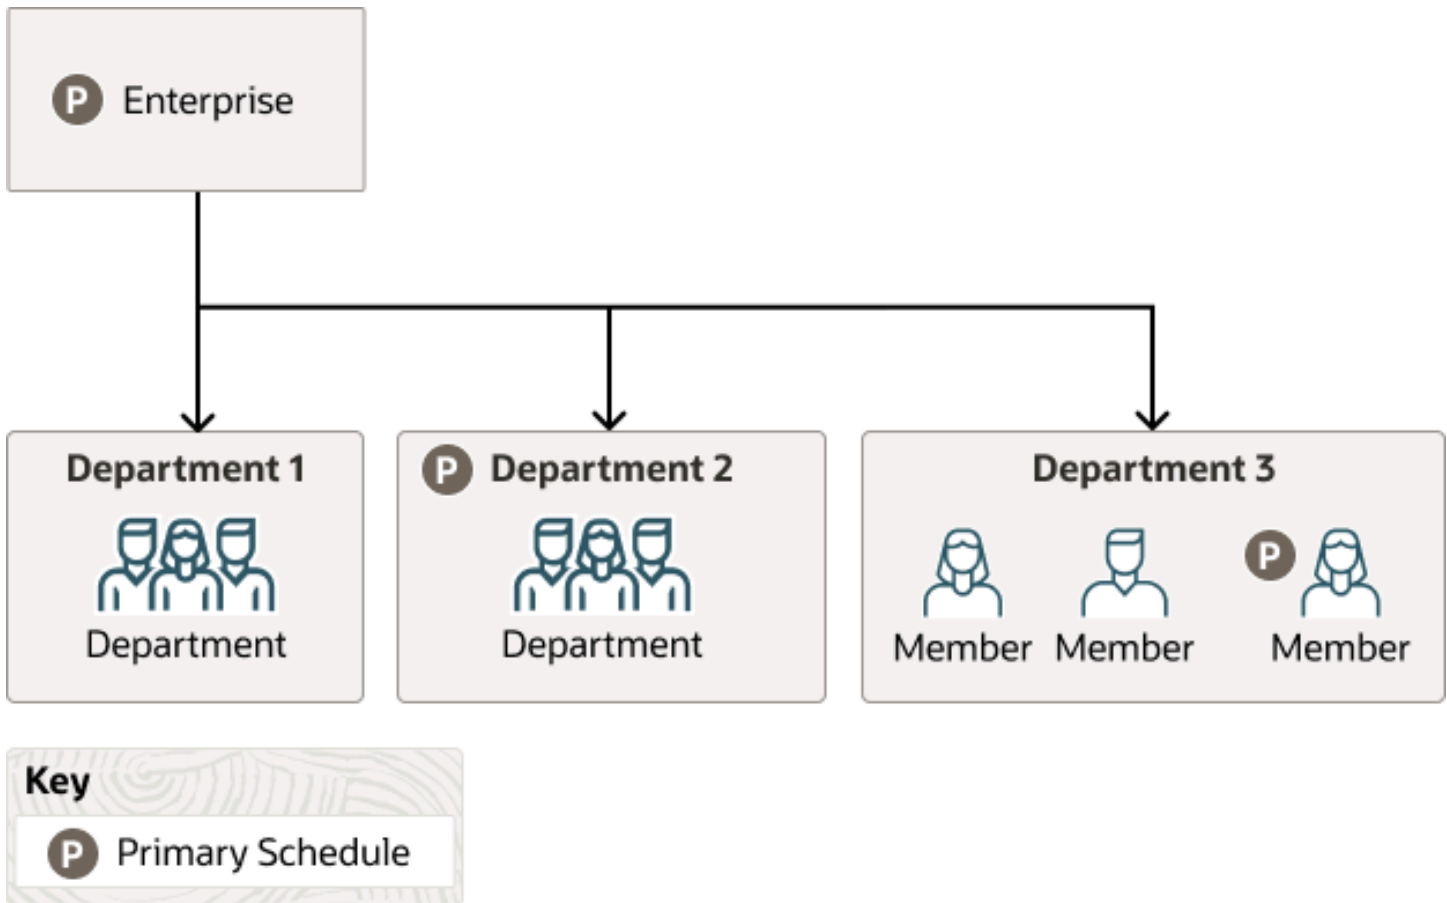 P Enterprise
Department 1
Department
P Department 2
Department
Department 3
P
Member Member Member
Key
P Primary Schedule